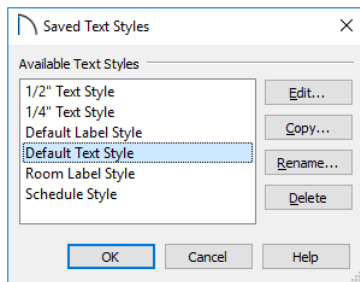 Saved Text Styles
Available Text Styles
1/2" Text Style
1/4" Text Style
Default Label Style
Default Text Style
Room Label Style
Schedule Style
Edit...
Copy...
Rename...
Delete
OK
Cancel
Help